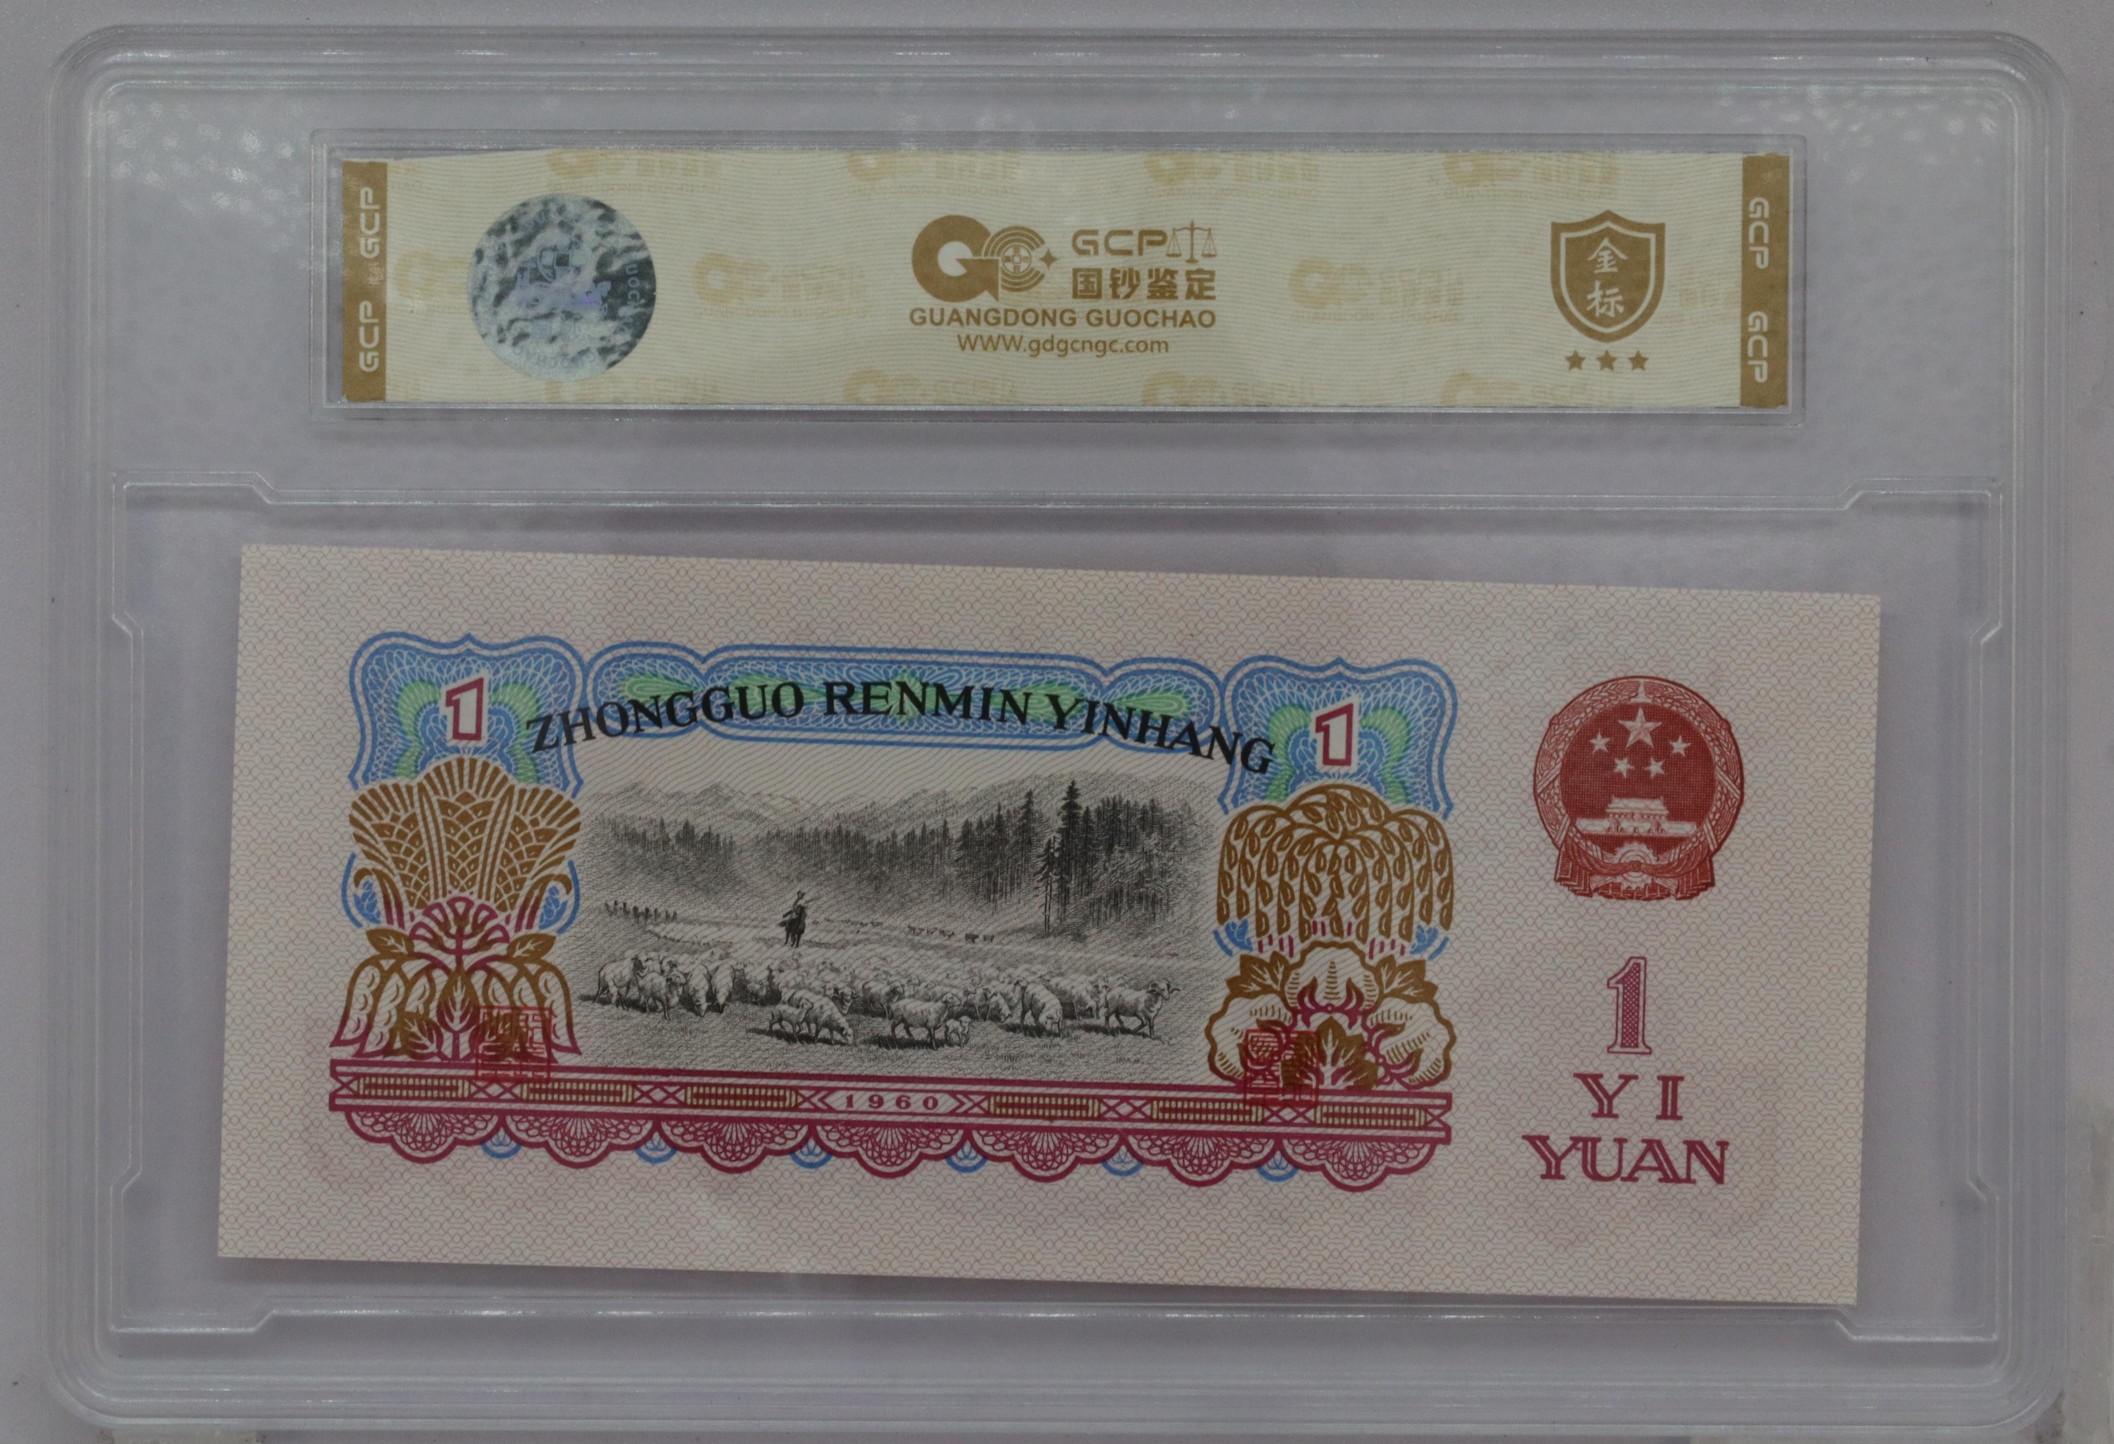 GCP GCP
GCP
国钞鉴定
GUANGDONG GUOCHAO
WWW.gdgcngc.com
金
标
GCP GCP
1
ZHONGGUO RENMIN YINHANG
1
1960
1
YI
YUAN